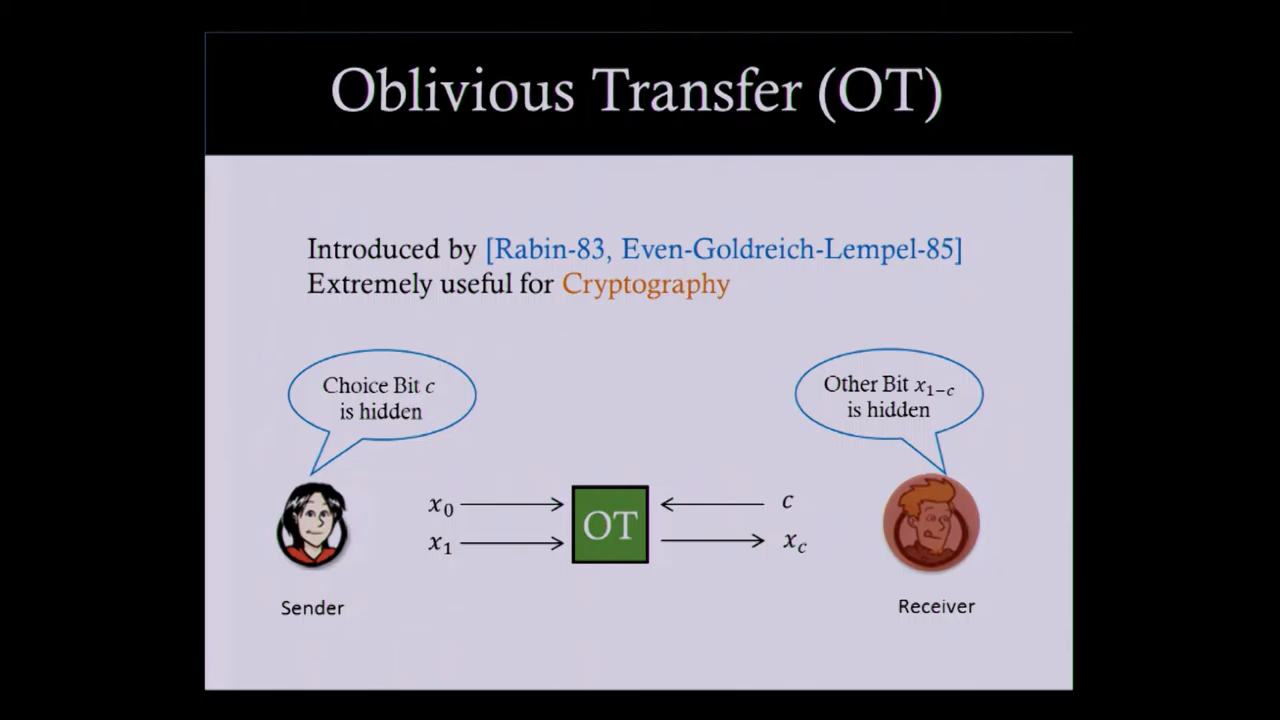 Oblivious Transfer (OT)
Introduced by [Rabin-83, Even-Goldreich-Lempel-85]
Extremely useful for Cryptography
Choice Bit c
is hidden
Other Bit x₁₋c
is hidden
x₀
x₁
OT
c
x_c
Sender
Receiver